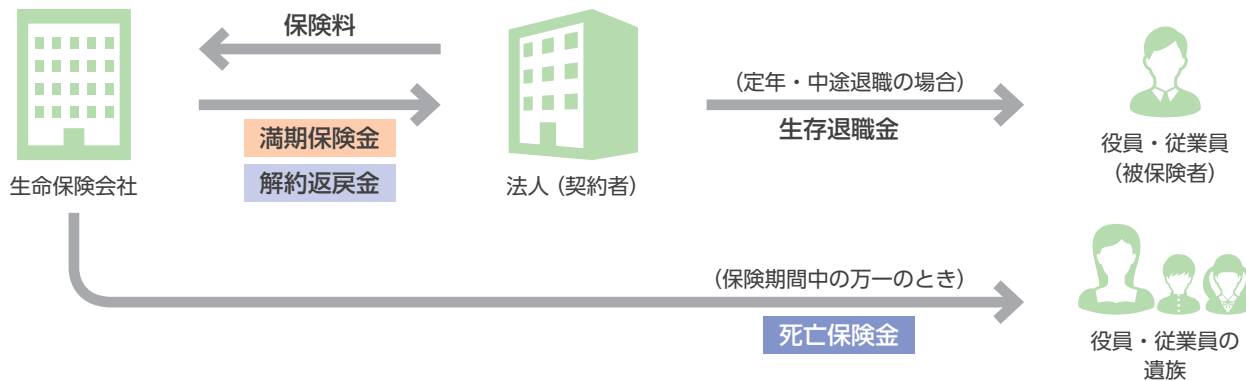 保険料
満期保険金
解約返戻金
生命保険会社
法人（契約者）
（定年・中途退職の場合）
生存退職金
役員・従業員
（被保険者）
（保険期間中の万一のとき）
死亡保険金
役員・従業員の
遺族